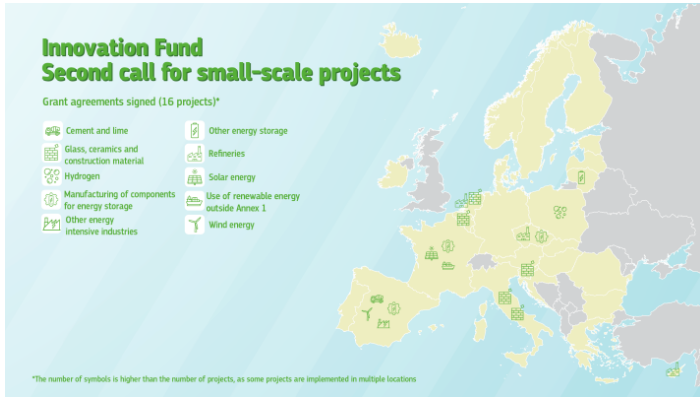 Innovation Fund
Second call for small-scale projects
Grant agreements signed (16 projects)*
Cement and lime
Glass, ceramics and
construction material
Hydrogen
Manufacturing of components
for energy storage
Other energy
intensive industries
Other energy storage
Refineries
Solar energy
Use of renewable energy
outside Annex 1
Wind energy
*The number of symbols is higher than the number of projects, as some projects are implemented in multiple locations